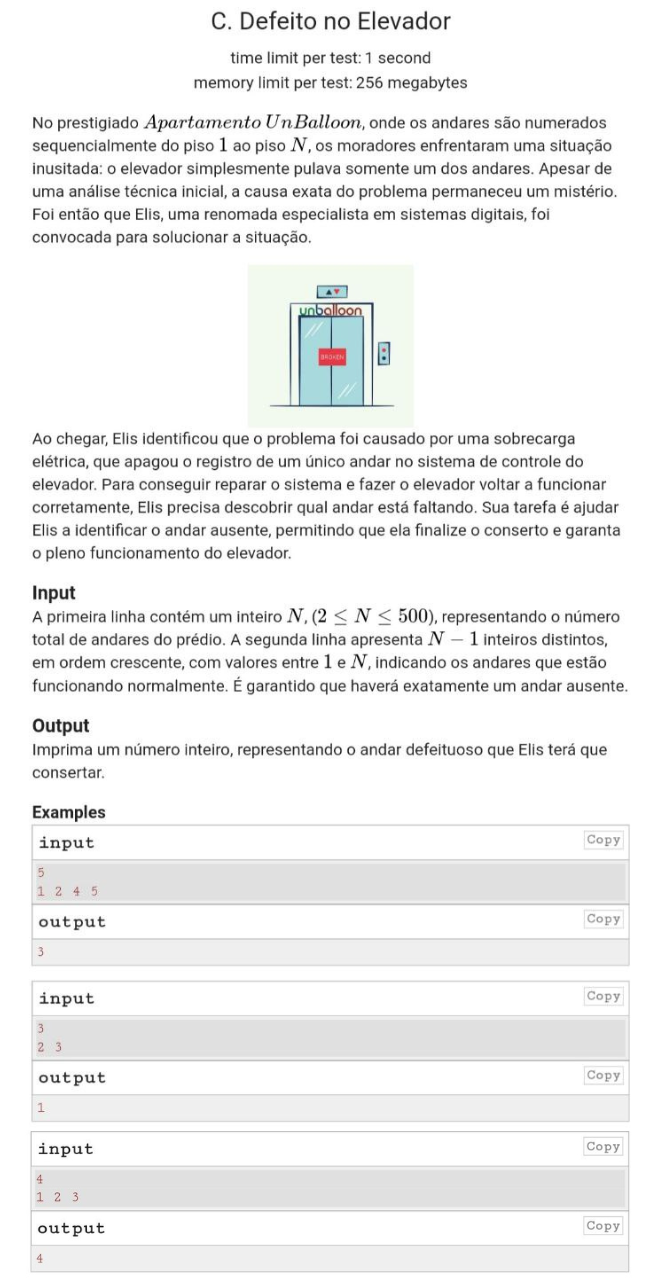 C. Defeito no Elevador
time limit per test: 1 second
memory limit per test: 256 megabytes
No prestigiado Apartamento UnBalloon, onde os andares são numerados
sequencialmente do piso 1 ao piso N, os moradores enfrentaram uma situação
inusitada: o elevador simplesmente pulava somente um dos andares. Apesar de
uma análise técnica inicial, a causa exata do problema permaneceu um mistério.
Foi então que Elis, uma renomada especialista em sistemas digitais, foi
convocada para solucionar a situação.
unballoon
BROKEN
Ao chegar, Elis identificou que o problema foi causado por uma sobrecarga
elétrica, que apagou o registro de um único andar no sistema de controle do
elevador. Para conseguir reparar o sistema e fazer o elevador voltar a funcionar
corretamente, Elis precisa descobrir qual andar está faltando. Sua tarefa é ajudar
Elis a identificar o andar ausente, permitindo que ela finalize o conserto e garanta
o pleno funcionamento do elevador.
Input
A primeira linha contém um inteiro N, (2 ≤ N ≤ 500), representando o número
total de andares do prédio. A segunda linha apresenta N − 1 inteiros distintos,
em ordem crescente, com valores entre 1 e N, indicando os andares que estão
funcionando normalmente. É garantido que haverá exatamente um andar ausente.
Output
Imprima um número inteiro, representando o andar defeituoso que Elis terá que
consertar.
Examples
input Copy
5
1 2 4 5
output Copy
3
input Copy
3
2 3
output Copy
1
input Copy
4
1 2 3
output Copy
4